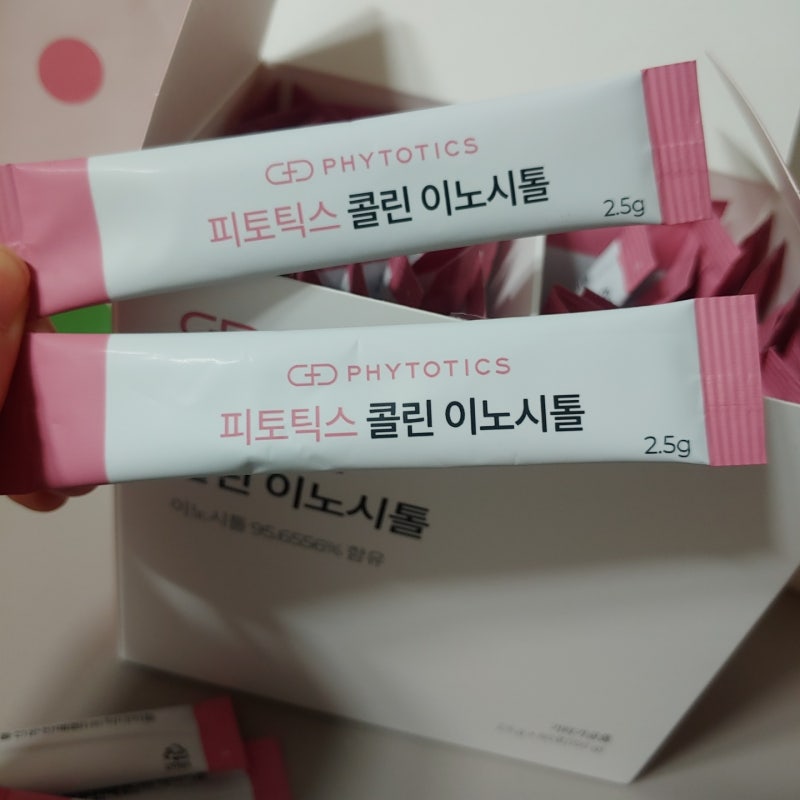 PHYTOTICS
피토틱스 콜린 이노시톨
2.5g
PHYTOTICS
피토틱스 콜린 이노시톨
2.5g
이노시톨
이노시톨 95.6556% 함유